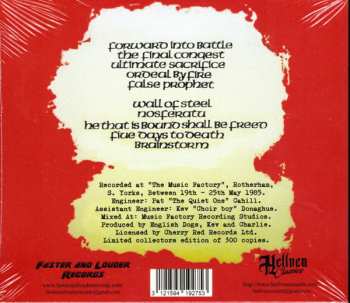 Forward Into Battle
The Final Conqest
Ultimate Sacrifice
Ordeal By Fire
False Prophet
Wall Of Steel
Nosferatu
He That Is Bound Shall Be Freed
Five Days To Death
Brainstorm
Recorded at "The Music Factory", Rotherham,
S. Yorks, Between 19th - 25th May 1985.
Engineer: Pat "The Quiet One" Cahill.
Assistant Engineer: Kev "Choir boy" Donaghue.
Mixed At: Music Factory Recording Studios.
Produced by English Dogs, Kev and Charlie.
Licensed by Cherry Red Records Ltd.
Limited collectors edition of 500 copies.
Faster and Louder
Records
Hellven